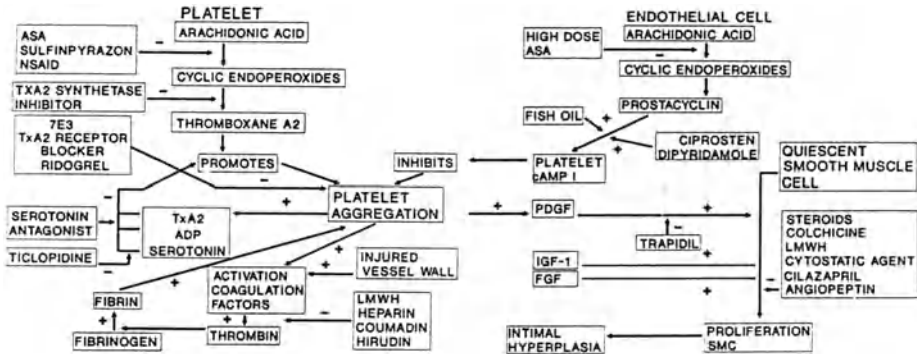 PLATELET
ARACHIDONIC ACID
ASA
SULFINPYRAZON
NSAID
−
CYCLIC ENDOPEROXIDES
TXA2 SYNTHETASE
INHIBITOR
−
THROMBOXANE A2
7E3
TxA2 RECEPTOR
BLOCKER
RIDOGREL
PROMOTES
INHIBITS
−
−
+
PLATELET
AGGREGATION
SEROTONIN
ANTAGONIST
TxA2
ADP
SEROTONIN
TICLOPIDINE
−
+
+
+
ACTIVATION
COAGULATION
FACTORS
INJURED
VESSEL WALL
+
FIBRIN
+
+
THROMBIN
−
LMWH
HEPARIN
COUMADIN
HIRUDIN
FIBRINOGEN
ENDOTHELIAL CELL
ARACHIDONIC ACID
HIGH DOSE
ASA
−
CYCLIC ENDOPEROXIDES
PROSTACYCLIN
FISH OIL
+
+
CIPROSTEN
DIPYRIDAMOLE
PLATELET
cAMP I
QUIESCENT
SMOOTH MUSCLE
CELL
+
PDGF
+
−
TRAPIDIL
STEROIDS
COLCHICINE
LMWH
CYTOSTATIC AGENT
CILAZAPRIL
ANGIOPEPTIN
+
IGF-1
FGF
+
−
INTIMAL
HYPERPLASIA
PROLIFERATION
SMC